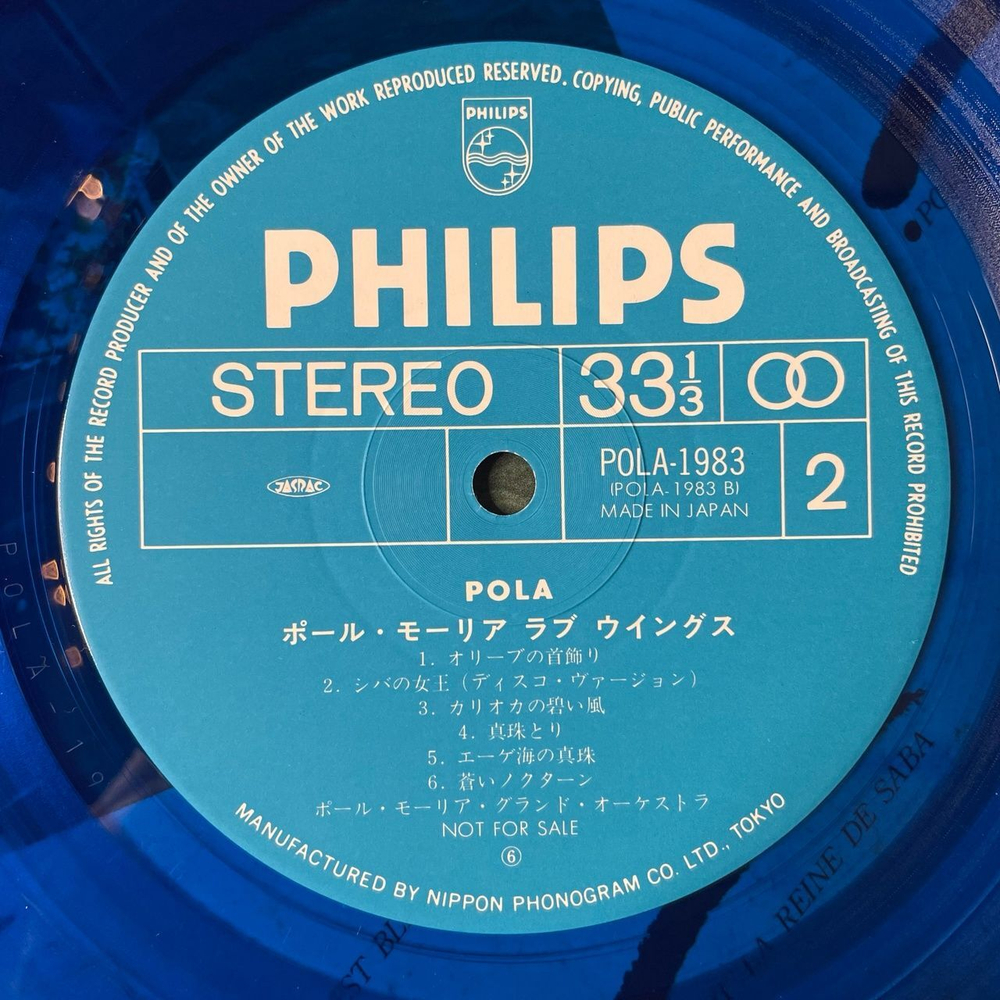 ALL RIGHTS OF THE RECORD PRODUCER AND OF THE OWNER OF THE WORK REPRODUCED RESERVED. COPYING, PUBLIC PERFORMANCE AND BROADCASTING OF THIS RECORD PROHIBITED
PHILIPS
PHILIPS
STEREO
33 1/3
JASRAC
POLA-1983
(POLA-1983 B)
MADE IN JAPAN
2
POLA
ポール・モーリア ラブ ウイングス
1. オリーブの首飾り
2. シバの女王(ディスコ・ヴァージョン)
3. カリオカの碧い風
4. 真珠とり
5. エーゲ海の真珠
6. 蒼いノクターン
ポール・モーリア・グランド・オーケストラ
NOT FOR SALE
⑥
MANUFACTURED BY NIPPON PHONOGRAM CO. LTD., TOKYO
POLA-19
LA REINE DE SABA